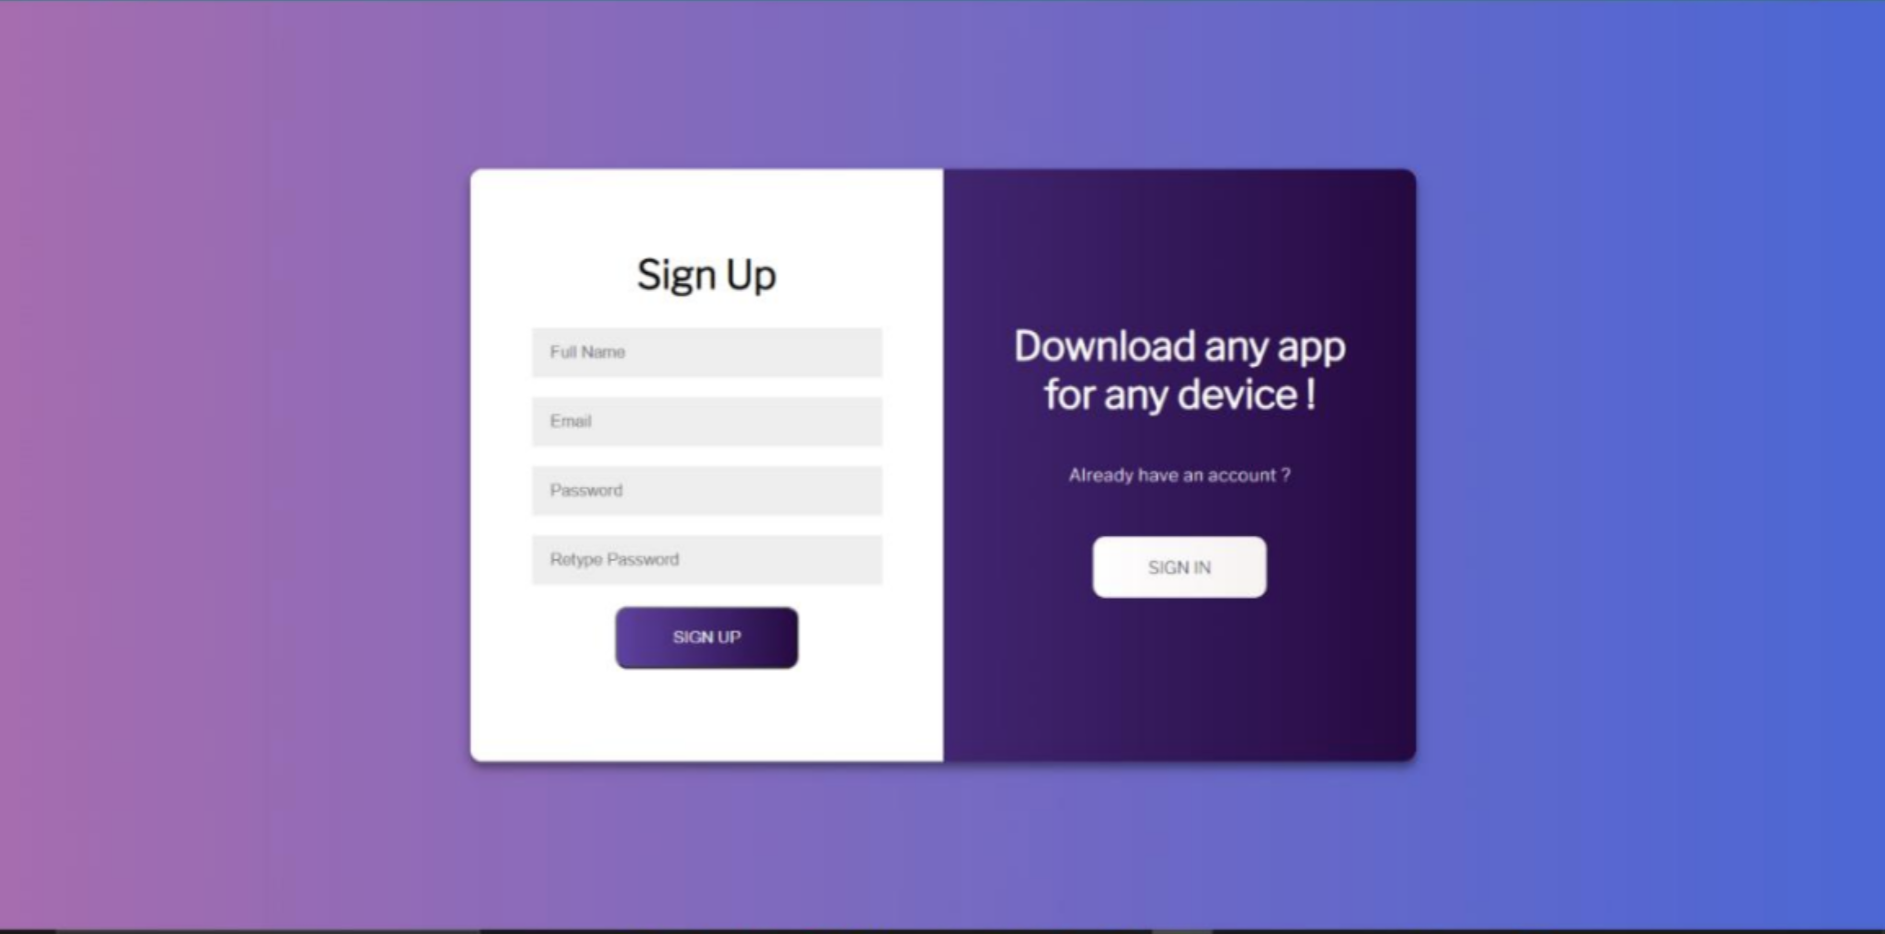 Sign Up
Full Name
Email
Password
Retype Password
SIGN UP
Download any app
for any device !
Already have an account ?
SIGN IN